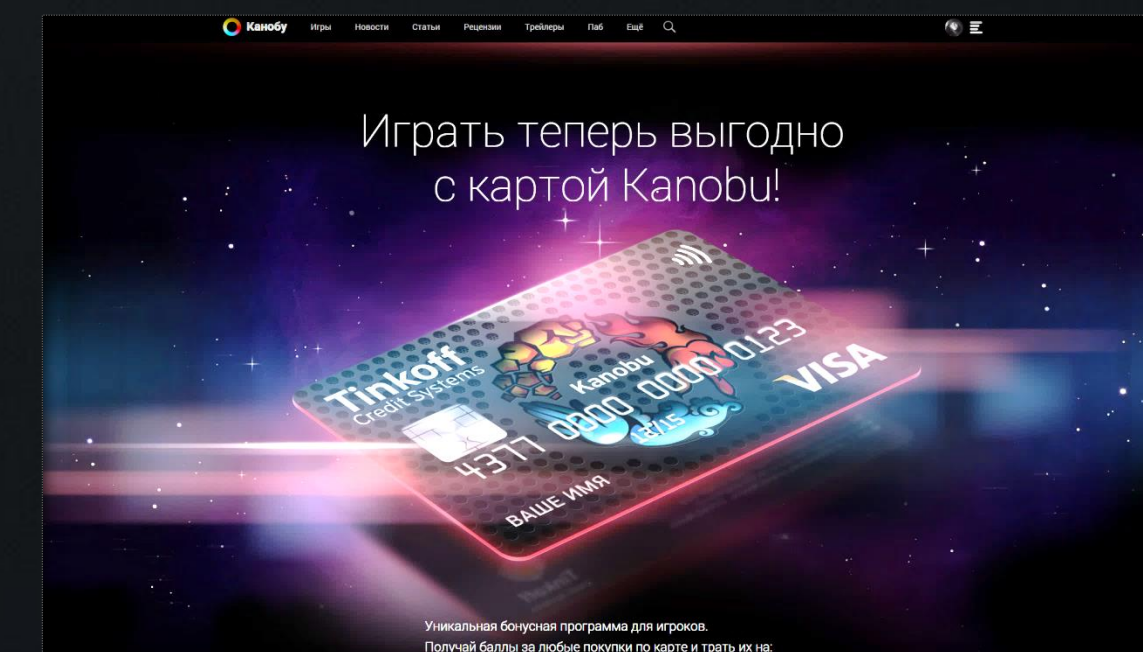 Канобу Игры Новости Статьи Рецензии Трейлеры Паб Ещё
Играть теперь выгодно
с картой Kanobu!
Tinkoff
Credit Systems
Kanobu
4377 0000 0000 0123
12/15
VISA
ВАШЕ ИМЯ
Уникальная бонусная программа для игроков.
Получай баллы за любые покупки по карте и трать их на: